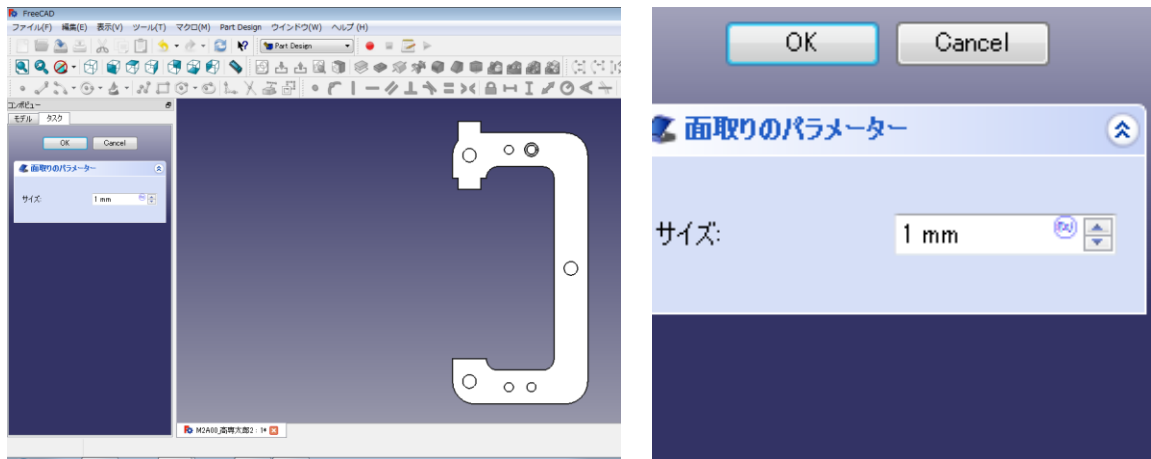 FreeCAD
ファイル(F) 編集(E) 表示(V) ツール(T) マクロ(M) Part Design ウインドウ(W) ヘルプ(H)
Part Design
コンボビュー
モデル タスク
OK Cancel
面取りのパラメーター
サイズ: 1 mm
M2A00_高専太郎2 : 1*
OK Cancel
面取りのパラメーター
サイズ: 1 mm